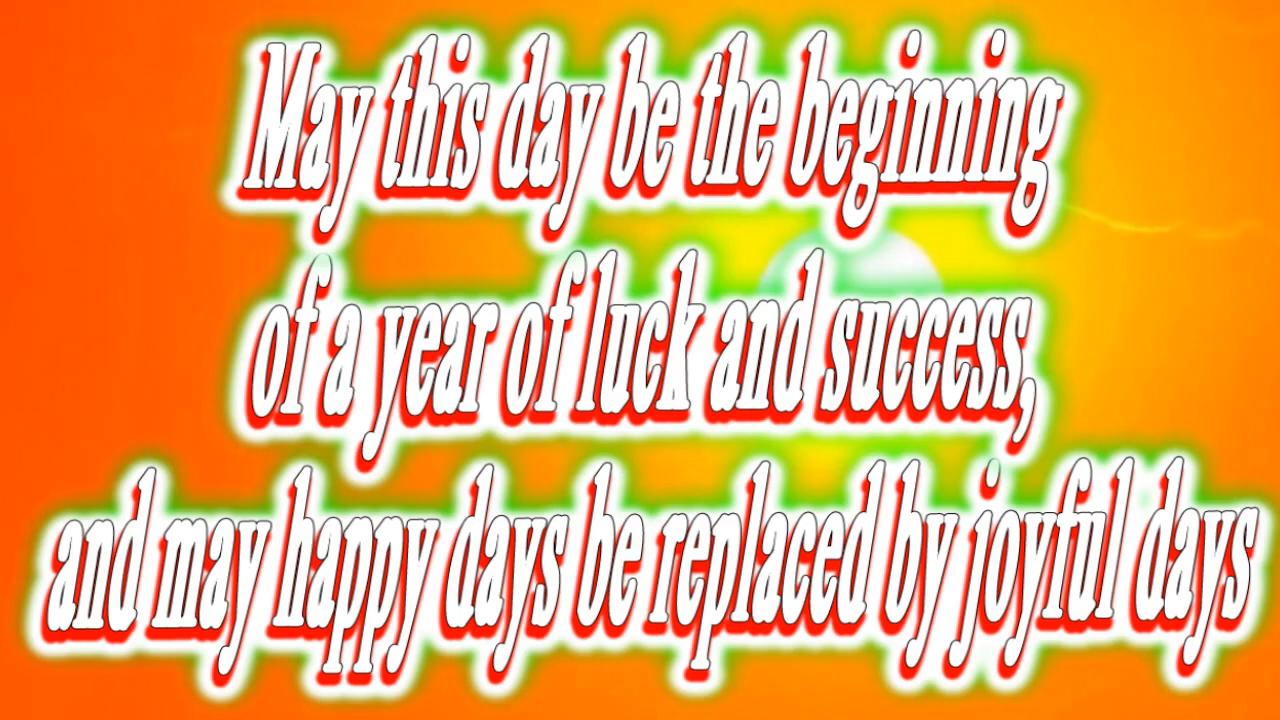 May this day be the beginning
of a year of luck and success,
and may happy days be replaced by joyful days